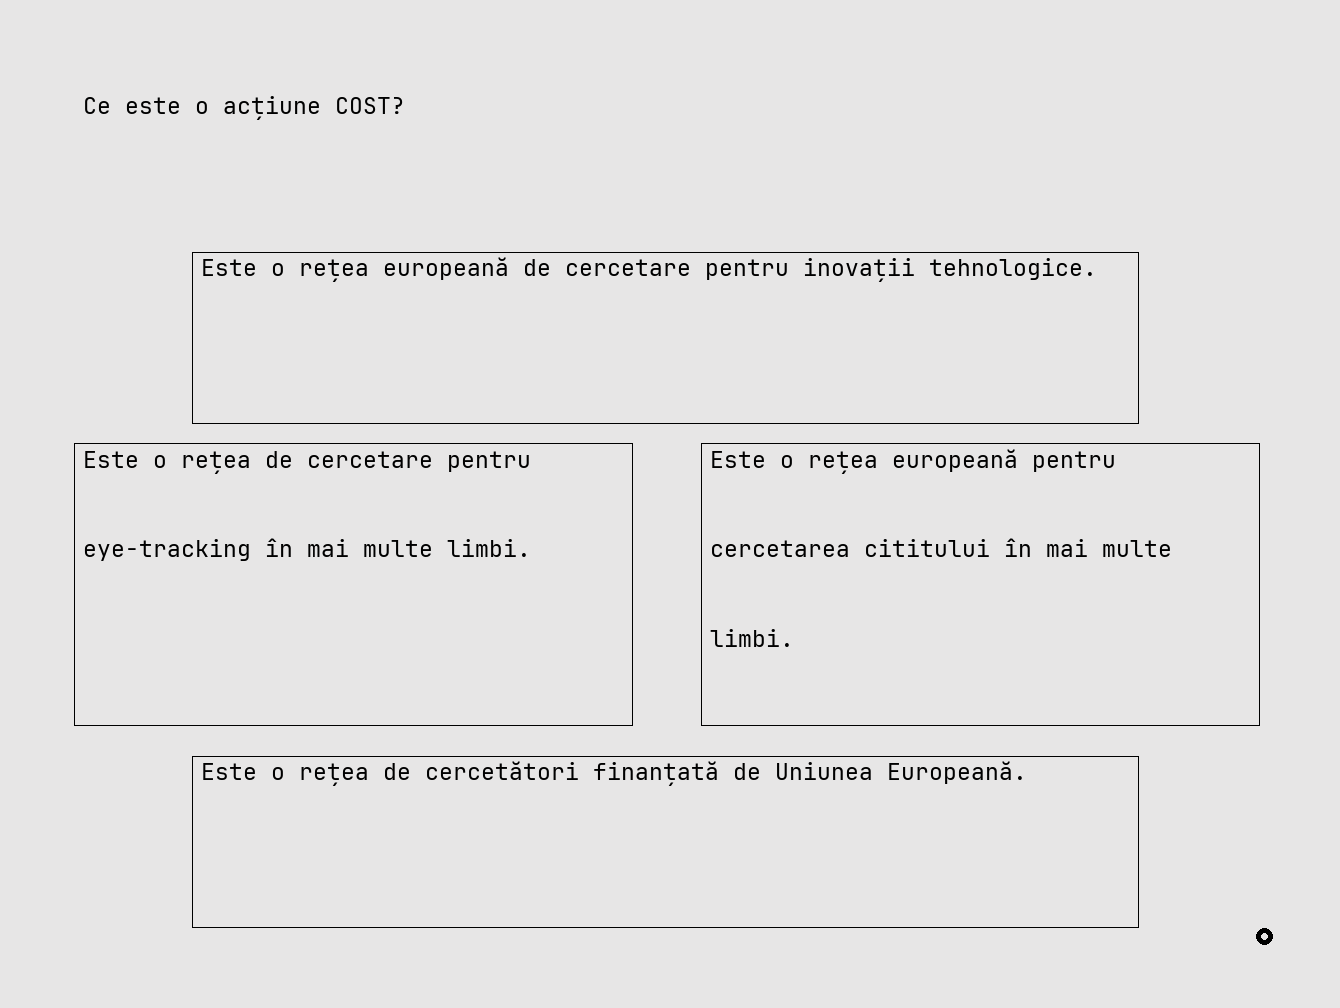 Ce este o acțiune COST?
Este o rețea europeană de cercetare pentru inovații tehnologice.
Este o rețea de cercetare pentru
eye-tracking în mai multe limbi.
Este o rețea europeană pentru
cercetarea cititului în mai multe
limbi.
Este o rețea de cercetători finanțată de Uniunea Europeană.